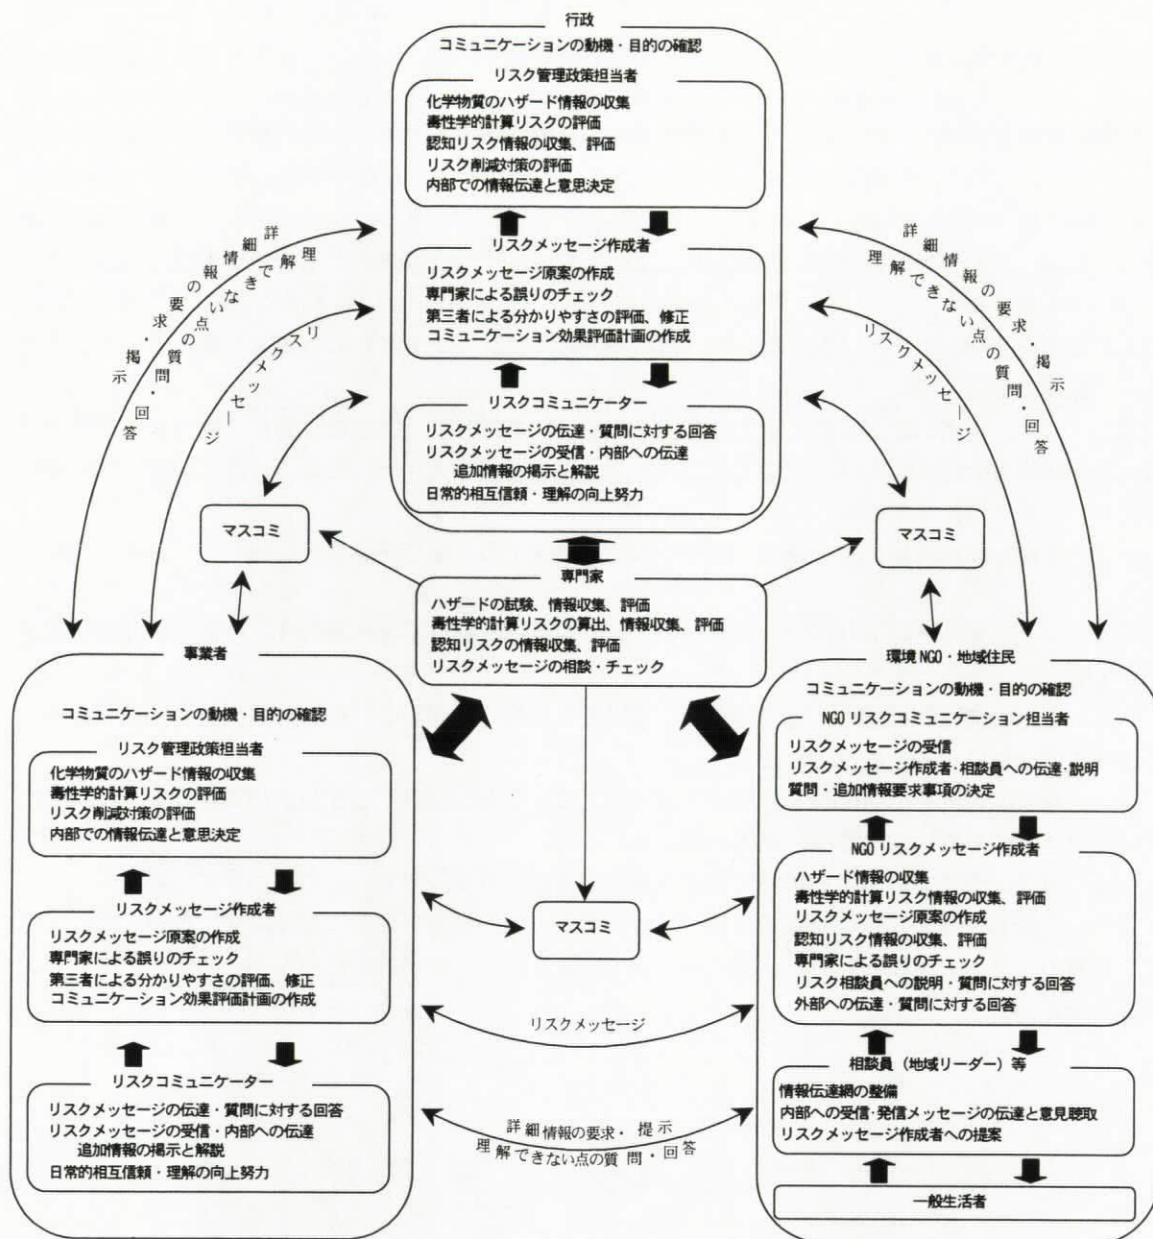 行政
コミュニケーションの動機・目的の確認
リスク管理政策担当者
化学物質のハザード情報の収集
毒性学的計算リスクの評価
認知リスク情報の収集、評価
リスク削減対策の評価
内部での情報伝達と意思決定
リスクメッセージ作成者
リスクメッセージ原案の作成
専門家による誤りのチェック
第三者による分かりやすさの評価、修正
コミュニケーション効果評価計画の作成
リスクコミュニケーター
リスクメッセージの伝達・質問に対する回答
リスクメッセージの受信・内部への伝達
追加情報の掲示と解説
日常的相互信頼・理解の向上努力
詳細情報の要求・掲示
理解できない点の質問・回答
リスクメッセージ
詳細情報の要求・掲示
理解できない点の質問・回答
リスクメッセージ
マスコミ
マスコミ
専門家
ハザードの試験、情報収集、評価
毒性学的計算リスクの算出、情報収集、評価
認知リスクの情報収集、評価
リスクメッセージの相談・チェック
事業者
コミュニケーションの動機・目的の確認
リスク管理政策担当者
化学物質のハザード情報の収集
毒性学的計算リスクの評価
リスク削減対策の評価
内部での情報伝達と意思決定
リスクメッセージ作成者
リスクメッセージ原案の作成
専門家による誤りのチェック
第三者による分かりやすさの評価、修正
コミュニケーション効果評価計画の作成
リスクコミュニケーター
リスクメッセージの伝達・質問に対する回答
リスクメッセージの受信・内部への伝達
追加情報の掲示と解説
日常的相互信頼・理解の向上努力
マスコミ
リスクメッセージ
詳細情報の要求・提示
理解できない点の質問・回答
環境NGO・地域住民
コミュニケーションの動機・目的の確認
NGOリスクコミュニケーション担当者
リスクメッセージの受信
リスクメッセージ作成者・相談員への伝達・説明
質問・追加情報要求事項の決定
NGOリスクメッセージ作成者
ハザード情報の収集
毒性学的計算リスク情報の収集、評価
リスクメッセージ原案の作成
認知リスク情報の収集、評価
専門家による誤りのチェック
リスク相談員への説明・質問に対する回答
外部への伝達・質問に対する回答
相談員（地域リーダー）等
情報伝達網の整備
内部への受信・発信メッセージの伝達と意見聴取
リスクメッセージ作成者への提案
一般生活者